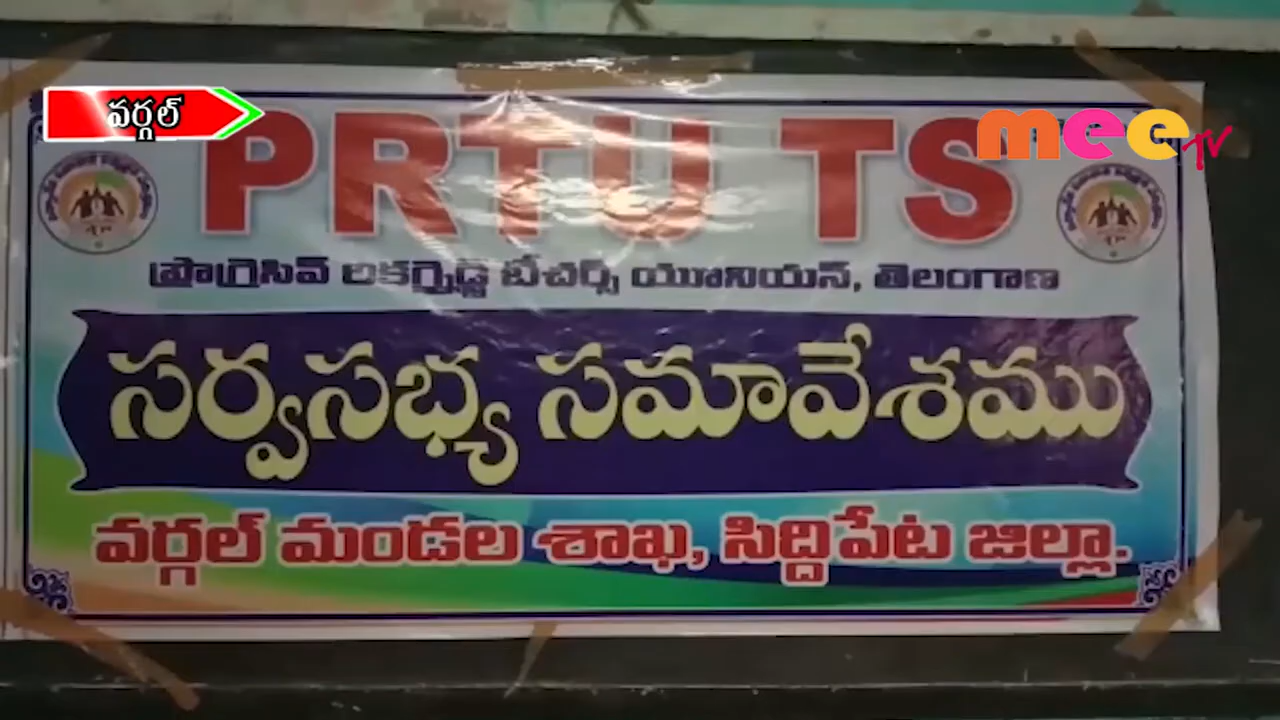 వర్గల్
mee TV
PRTU TS
ప్రొగ్రెసివ్ రికగ్నైడ్డ్ టీచర్స్ యూనియన్, తెలంగాణ
సర్వసభ్య సమావేశము
వర్గల్ మండల శాఖ, సిద్దిపేట జిల్లా.